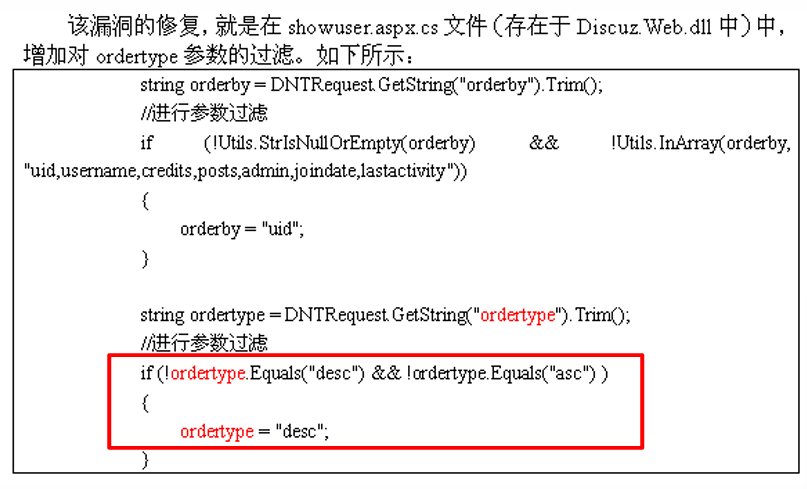 该漏洞的修复，就是在 showuser.aspx.cs 文件（存在于 Discuz.Web.dll 中）中，
增加对 ordertype 参数的过滤。如下所示：
string orderby = DNTRequest.GetString("orderby").Trim();
//进行参数过滤
if (!Utils.StrIsNullOrEmpty(orderby) && !Utils.InArray(orderby,
"uid,username,credits,posts,admin,joindate,lastactivity"))
{
orderby = "uid";
}
string ordertype = DNTRequest.GetString("ordertype").Trim();
//进行参数过滤
if (!ordertype.Equals("desc") && !ordertype.Equals("asc") )
{
ordertype = "desc";
}